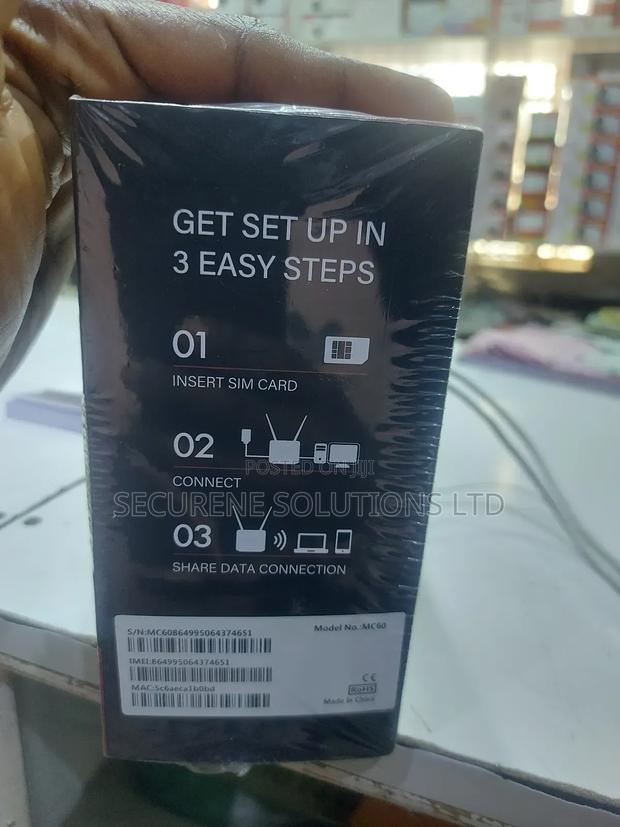 GET SET UP IN
3 EASY STEPS
01
INSERT SIM CARD
02
POSTED ON JIJI
CONNECT
SECURENE SOLUTIONS LTD
03
SHARE DATA CONNECTION
S/N:MC60864995064374651
Model No.:MC60
IMEI:864995064374651
MAC:5c6aeca1b0bd
CE
RoHS
Made in China